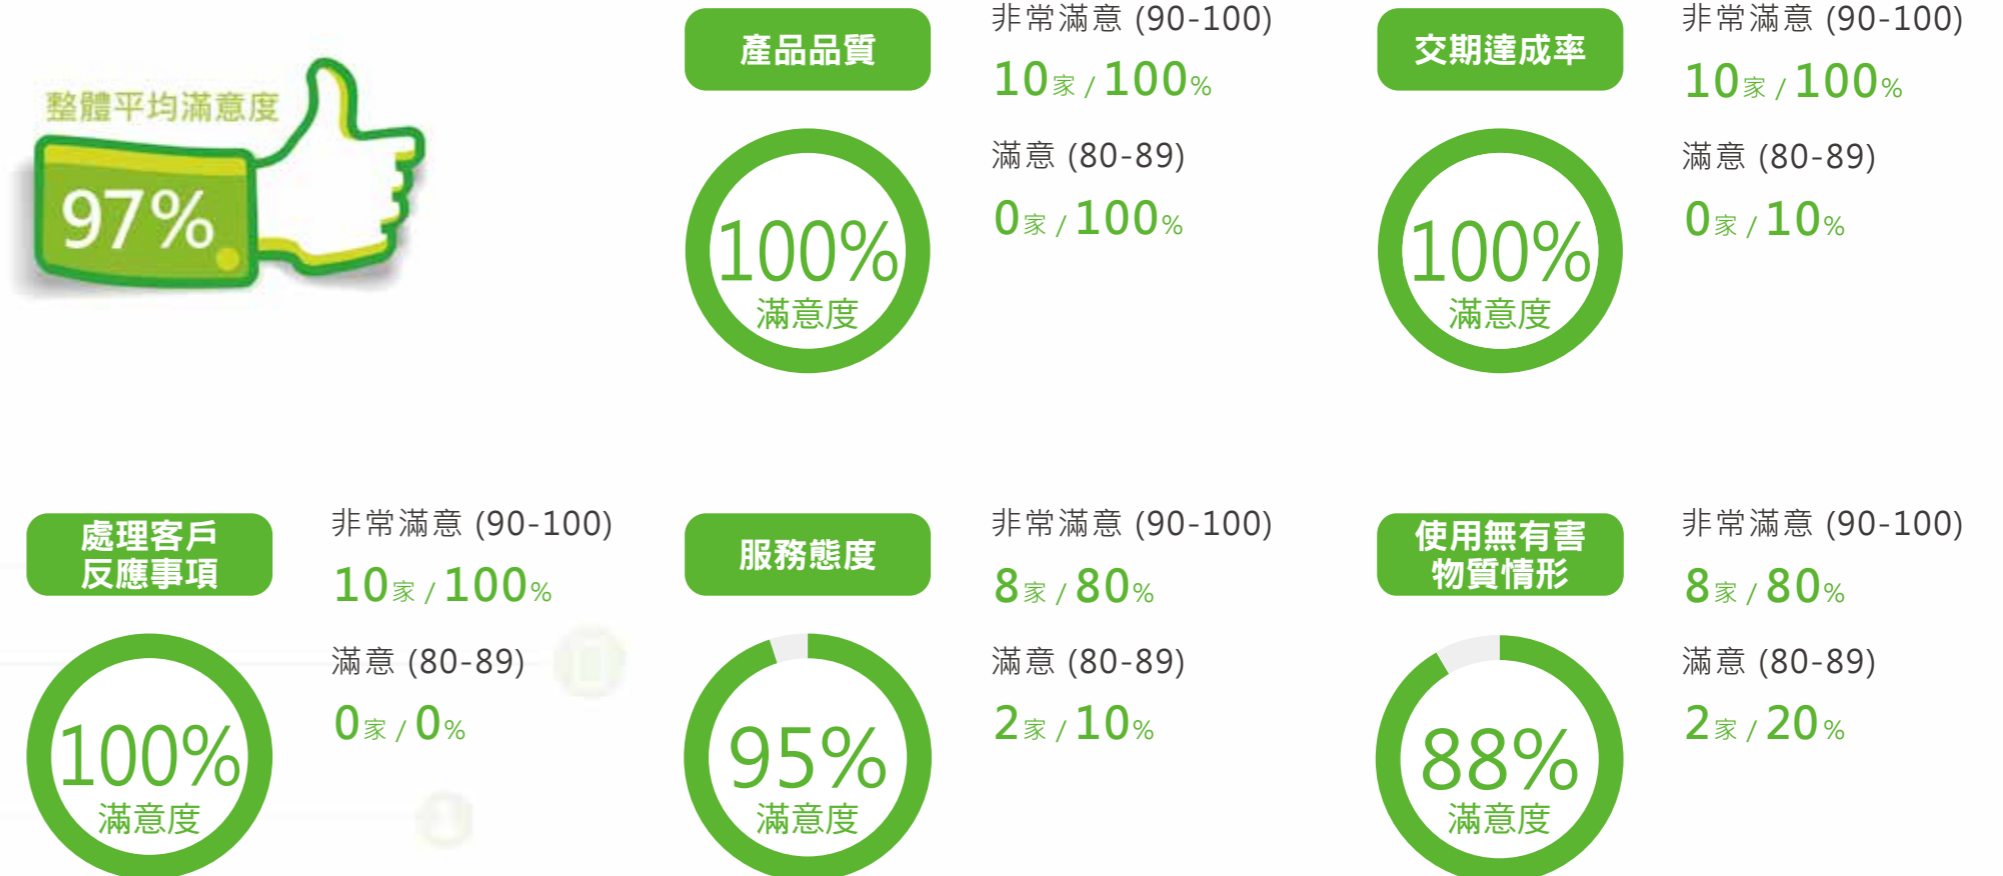 整體平均滿意度
97%
產品品質
非常滿意 (90-100)
10家 / 100%
滿意 (80-89)
0家 / 100%
100%
滿意度
交期達成率
非常滿意 (90-100)
10家 / 100%
滿意 (80-89)
0家 / 10%
100%
滿意度
處理客戶
反應事項
非常滿意 (90-100)
10家 / 100%
滿意 (80-89)
0家 / 0%
100%
滿意度
服務態度
非常滿意 (90-100)
8家 / 80%
滿意 (80-89)
2家 / 10%
95%
滿意度
使用無有害
物質情形
非常滿意 (90-100)
8家 / 80%
滿意 (80-89)
2家 / 20%
88%
滿意度